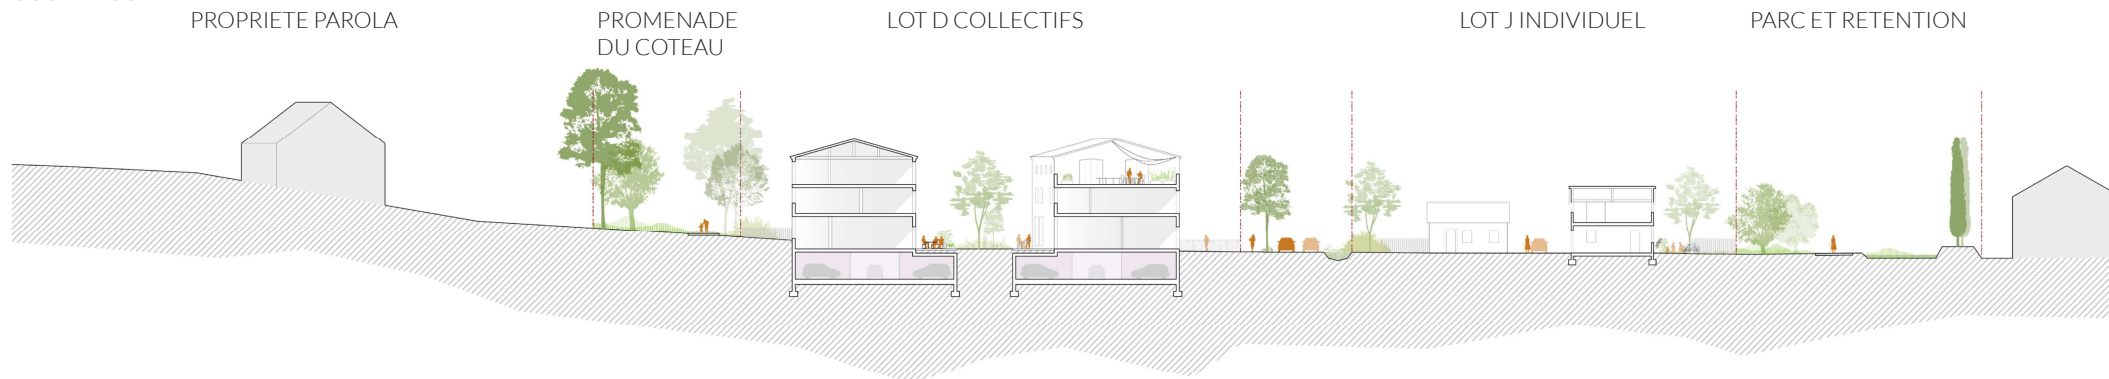 PROPRIETE PAROLA
PROMENADE
DU COTEAU
LOT D COLLECTIFS
LOT J INDIVIDUEL
PARC ET RETENTION